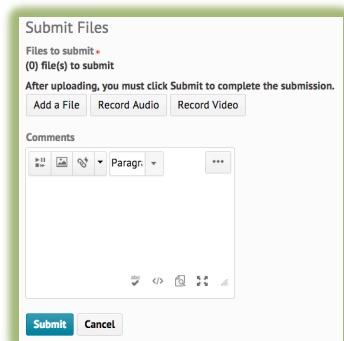 Submit Files
Files to submit *
(0) file(s) to submit
After uploading, you must click Submit to complete the submission.
Add a File Record Audio Record Video
Comments
Paragr
abc </>
Submit Cancel